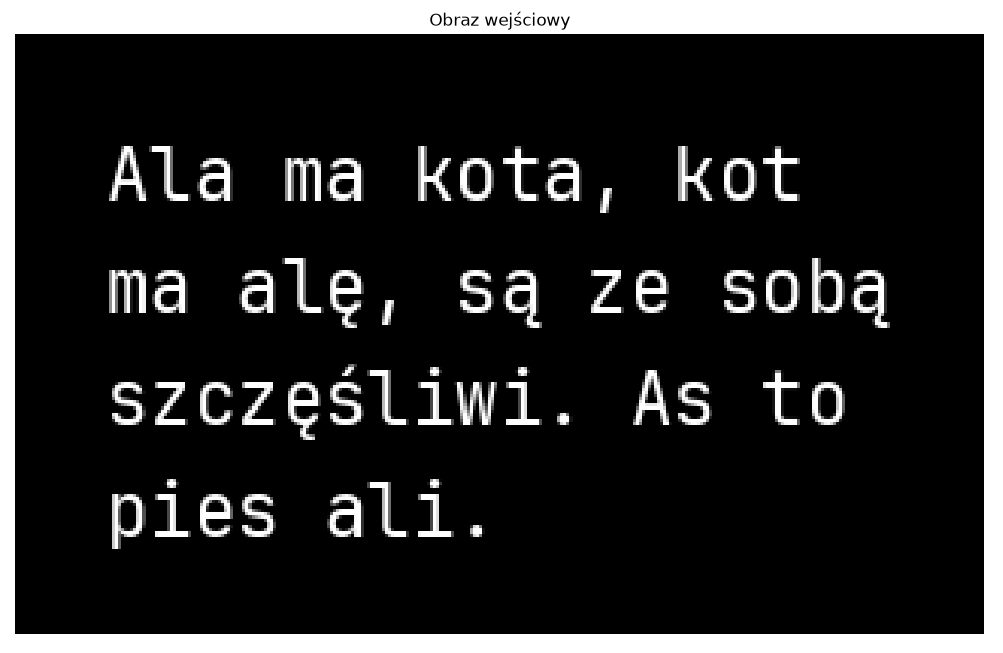 Obraz wejściowy
Ala ma kota, kot
ma alę, są ze sobą
szczęśliwi. As to
pies ali.